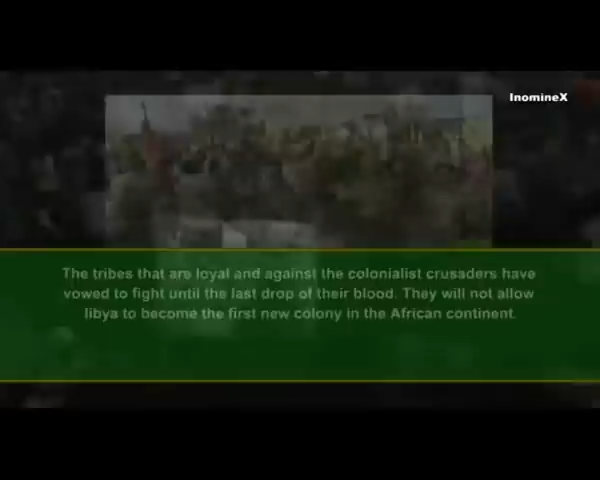 InomineX
The tribes that are loyal and against the colonialist crusaders have
vowed to fight until the last drop of their blood. They will not allow
libya to become the first new colony in the African continent.